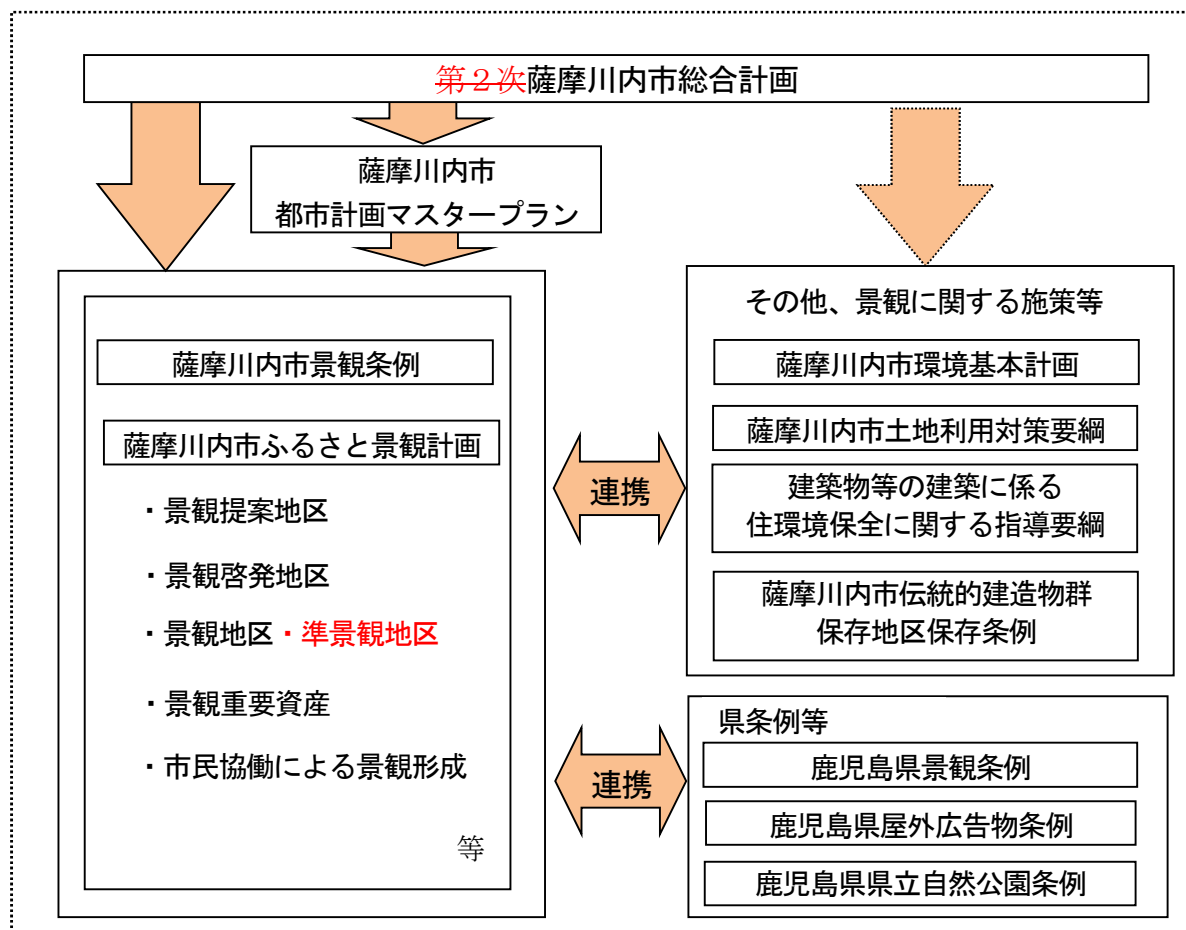 第２次薩摩川内市総合計画
薩摩川内市
都市計画マスタープラン
薩摩川内市景観条例
薩摩川内市ふるさと景観計画
・景観提案地区
・景観啓発地区
・景観地区・準景観地区
・景観重要資産
・市民協働による景観形成
等
連携
連携
その他、景観に関する施策等
薩摩川内市環境基本計画
薩摩川内市土地利用対策要綱
建築物等の建築に係る
住環境保全に関する指導要綱
薩摩川内市伝統的建造物群
保存地区保存条例
県条例等
鹿児島県景観条例
鹿児島県屋外広告物条例
鹿児島県県立自然公園条例